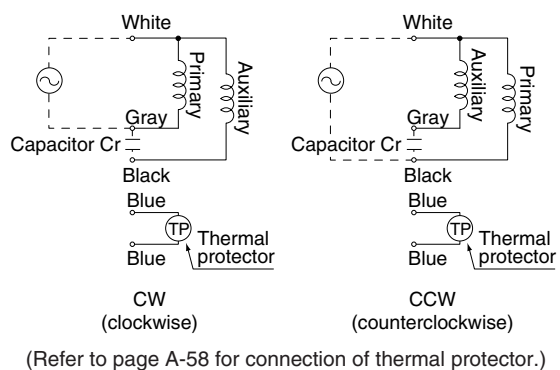 White
Primary
Auxiliary
Gray
Capacitor Cr
Black
Blue
TP
Thermal
protector
Blue
CW
(clockwise)
White
Auxiliary
Primary
Gray
Capacitor Cr
Black
Blue
TP
Thermal
protector
Blue
CCW
(counterclockwise)
(Refer to page A-58 for connection of thermal protector.)